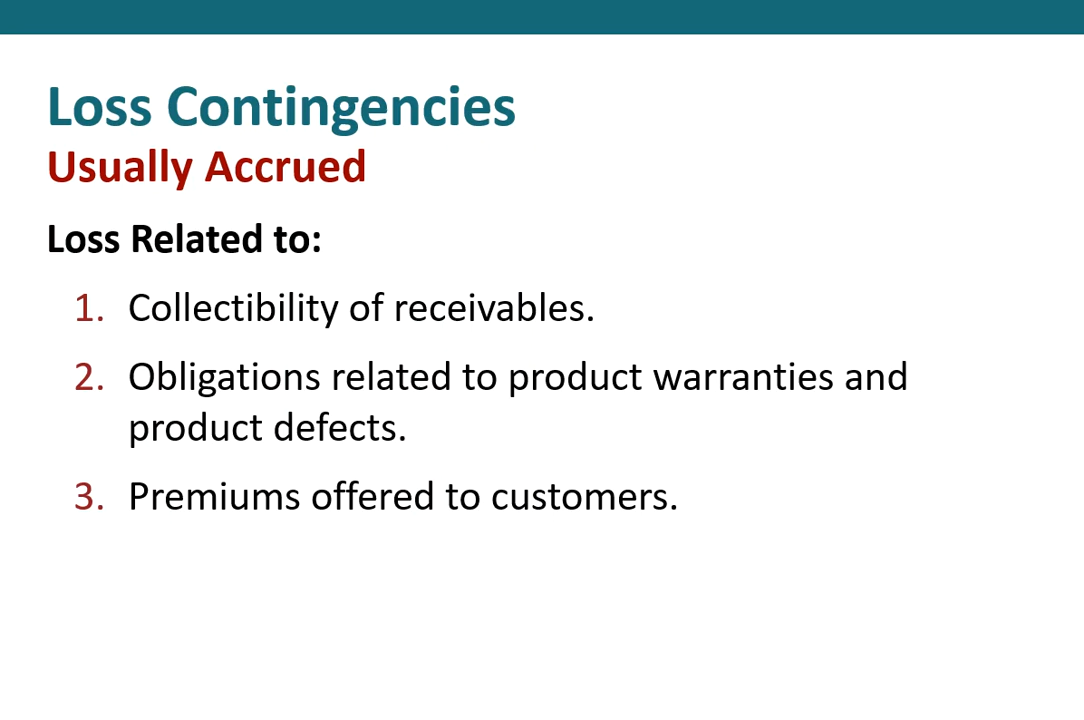 Loss Contingencies
Usually Accrued
Loss Related to:
1. Collectibility of receivables.
2. Obligations related to product warranties and
product defects.
3. Premiums offered to customers.